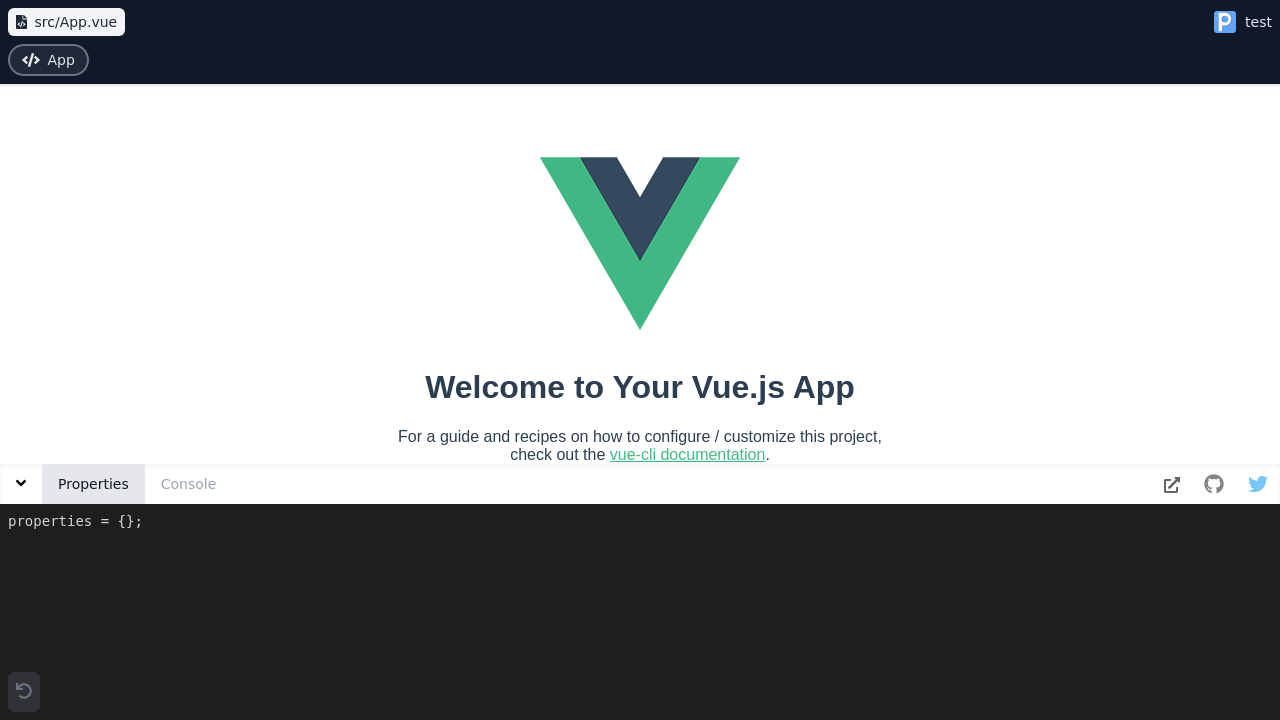 src/App.vue
test
App
Welcome to Your Vue.js App
For a guide and recipes on how to configure / customize this project,
check out the vue-cli documentation.
Properties
Console
properties = {};